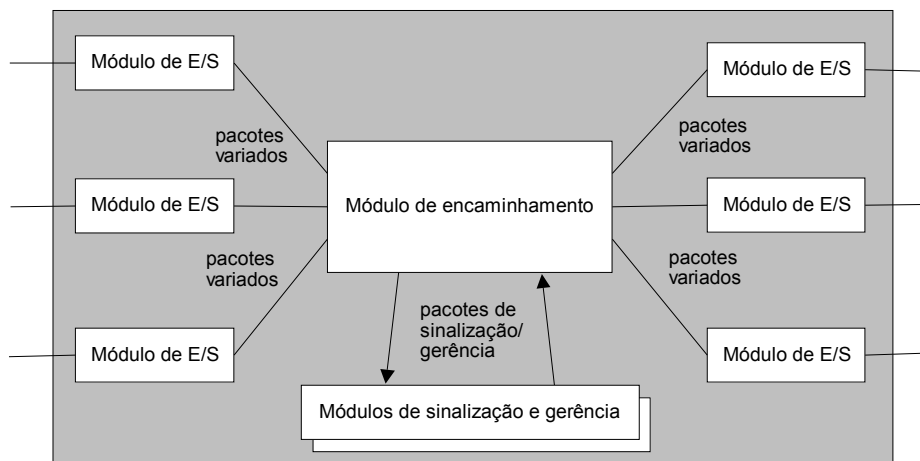 Módulo de E/S
Módulo de E/S
pacotes
variados
pacotes
variados
Módulo de E/S
Módulo de encaminhamento
Módulo de E/S
pacotes
variados
pacotes
variados
pacotes de
sinalização/
gerência
Módulo de E/S
Módulo de E/S
Módulos de sinalização e gerência